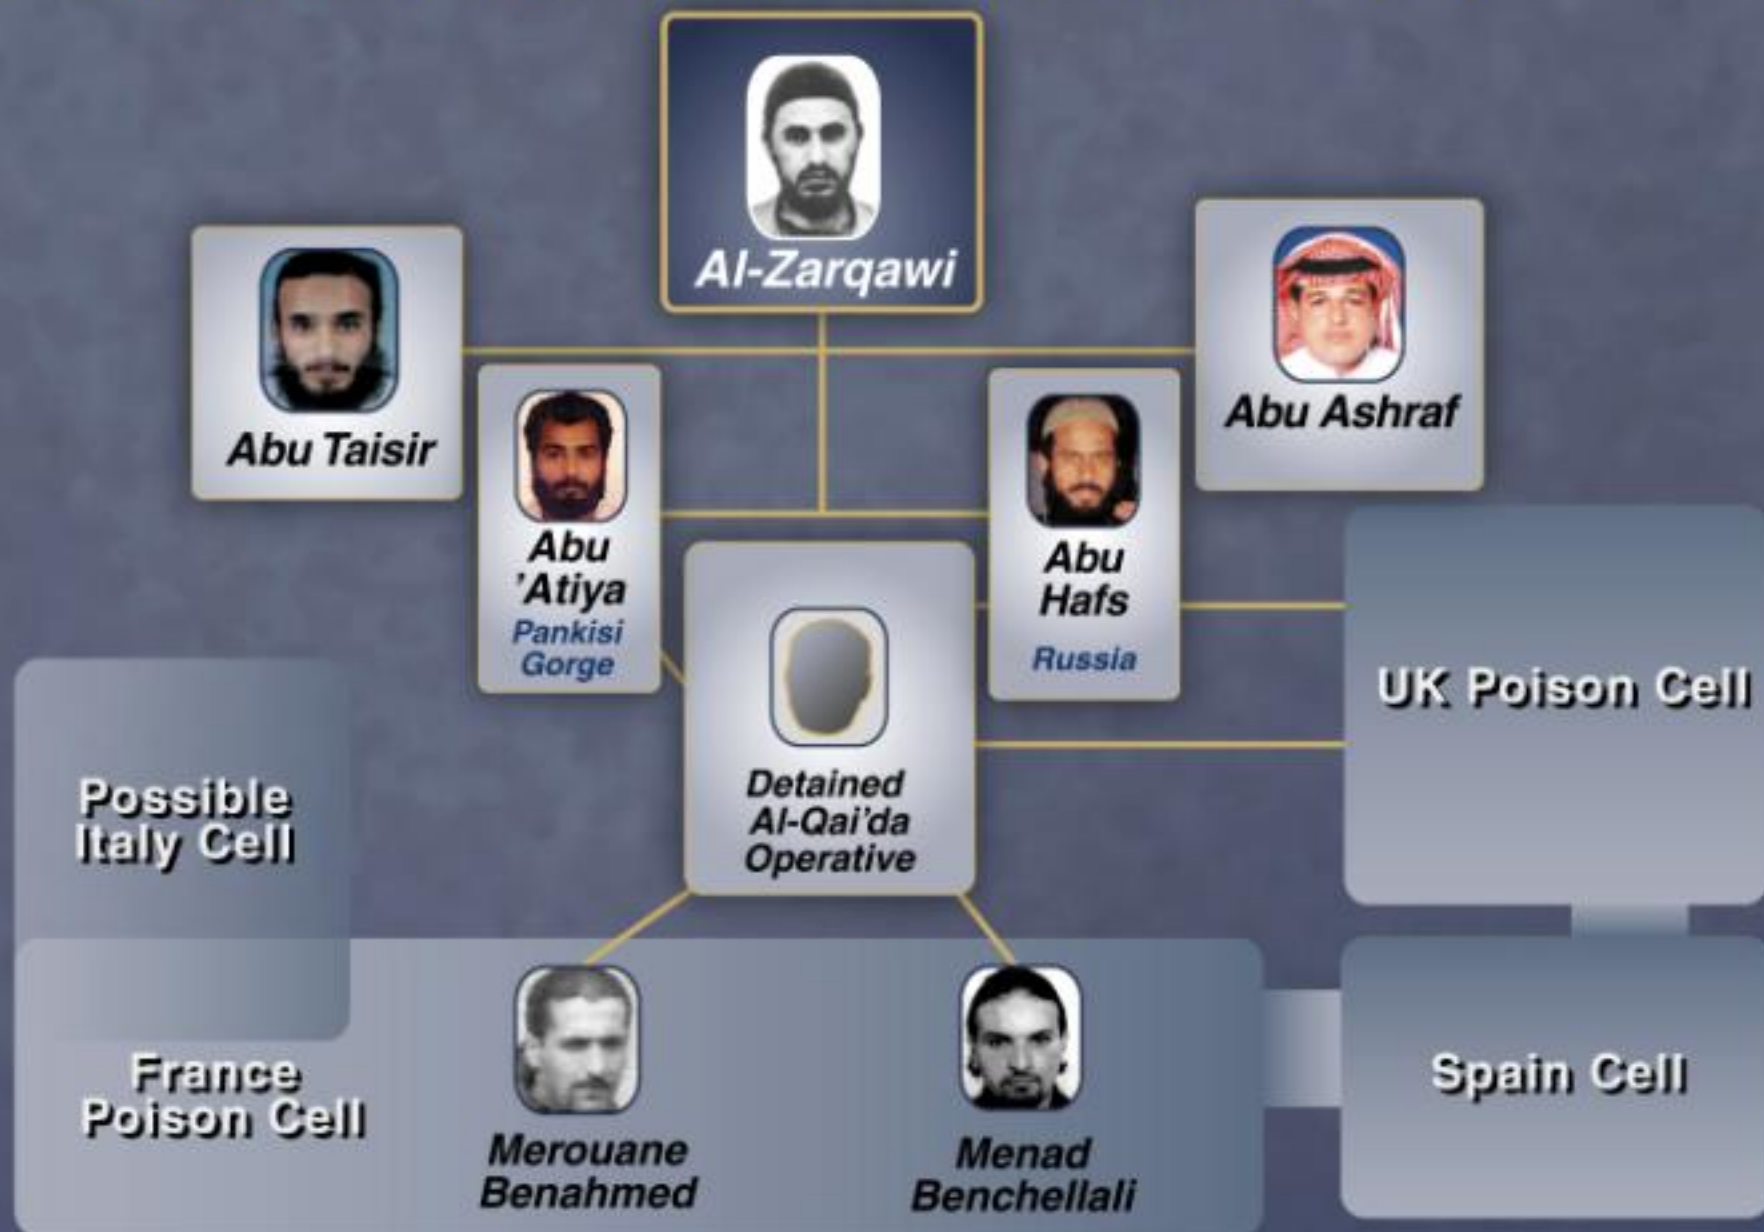 Al-Zarqawi
Abu Taisir
Abu Ashraf
Abu
'Atiya
Pankisi
Gorge
Abu
Hafs
Russia
Detained
Al-Qai'da
Operative
UK Poison Cell
Possible
Italy Cell
France
Poison Cell
Merouane
Benahmed
Menad
Benchellali
Spain Cell